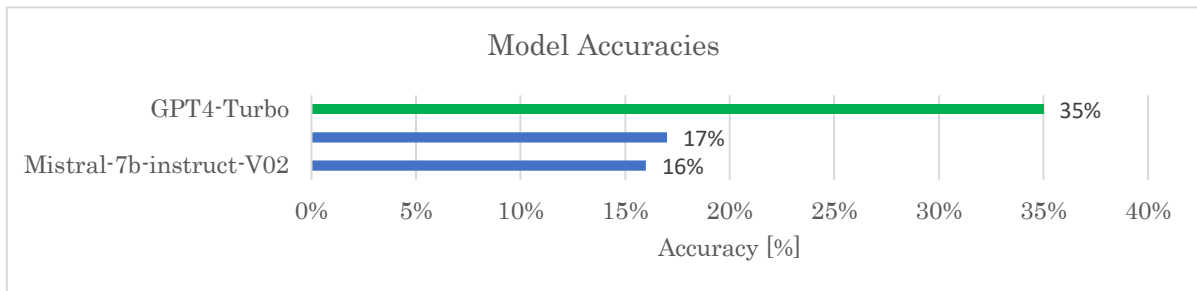 Model Accuracies
GPT4-Turbo
35%
17%
Mistral-7b-instruct-V02
16%
0% 5% 10% 15% 20% 25% 30% 35% 40%
Accuracy [%]